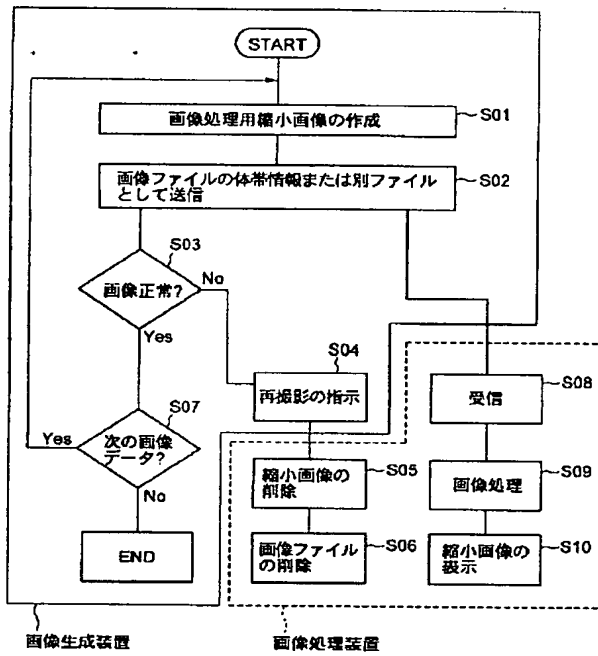 START
画像処理用縮小画像の作成
S01
画像ファイルの体帯情報または別ファイル
として送信
S02
S03
画像正常?
No
Yes
S04
再撮影の指示
受信
S08
S07
Yes
次の画像
データ?
No
縮小画像の
削除
S05
画像処理
S09
END
画像ファイル
の削除
S06
縮小画像の
表示
S10
画像生成装置
画像処理装置